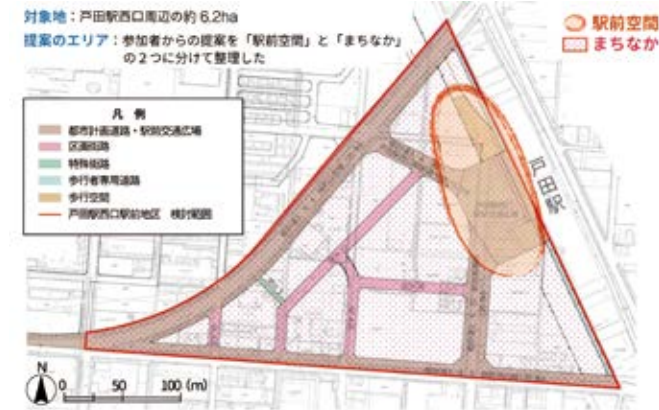 対象地：戸田駅西口周辺の約 6.2ha
提案のエリア：参加者からの提案を「駅前空間」と「まちなか」
の２つに分けて整理した
駅前空間
まちなか
凡 例
都市計画道路・駅前交通広場
区画街路
特殊街路
歩行者専用道路
歩行空間
戸田駅西口駅前地区 検討範囲
戸田駅
N
0 50 100 (m)